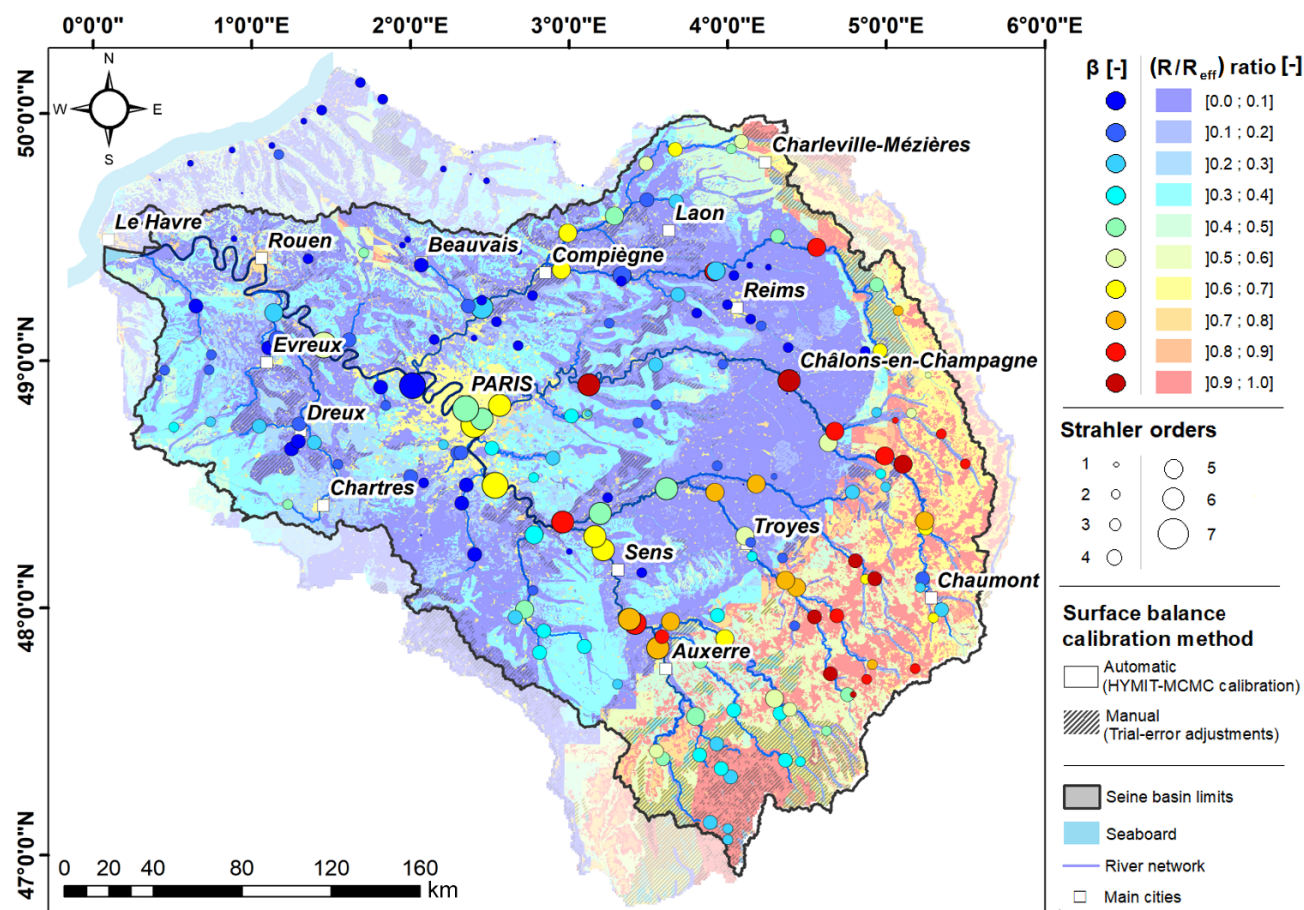 0°0'0" 1°0'0" 2°0'0" 3°0'0" 4°0'0" 5°0'0" 6°0'0"
50°0'0"N
49°0'0"N
48°0'0"N
47°0'0"N
N
W E
S
Charleville-Mézières
Le Havre
Rouen
Beauvais
Laon
Compiègne
Reims
Evreux
PARIS
Châlons-en-Champagne
Dreux
Chartres
Troyes
Sens
Chaumont
Auxerre
0 20 40 80 120 160
km
β [-] (R/Reff) ratio [-]
[0.0 ; 0.1]
]0.1 ; 0.2]
]0.2 ; 0.3]
]0.3 ; 0.4]
]0.4 ; 0.5]
]0.5 ; 0.6]
]0.6 ; 0.7]
]0.7 ; 0.8]
]0.8 ; 0.9]
]0.9 ; 1.0]
Strahler orders
1 5
2 6
3 7
4
Surface balance
calibration method
Automatic
(HYMIT-MCMC calibration)
Manual
(Trial-error adjustments)
Seine basin limits
Seaboard
River network
Main cities